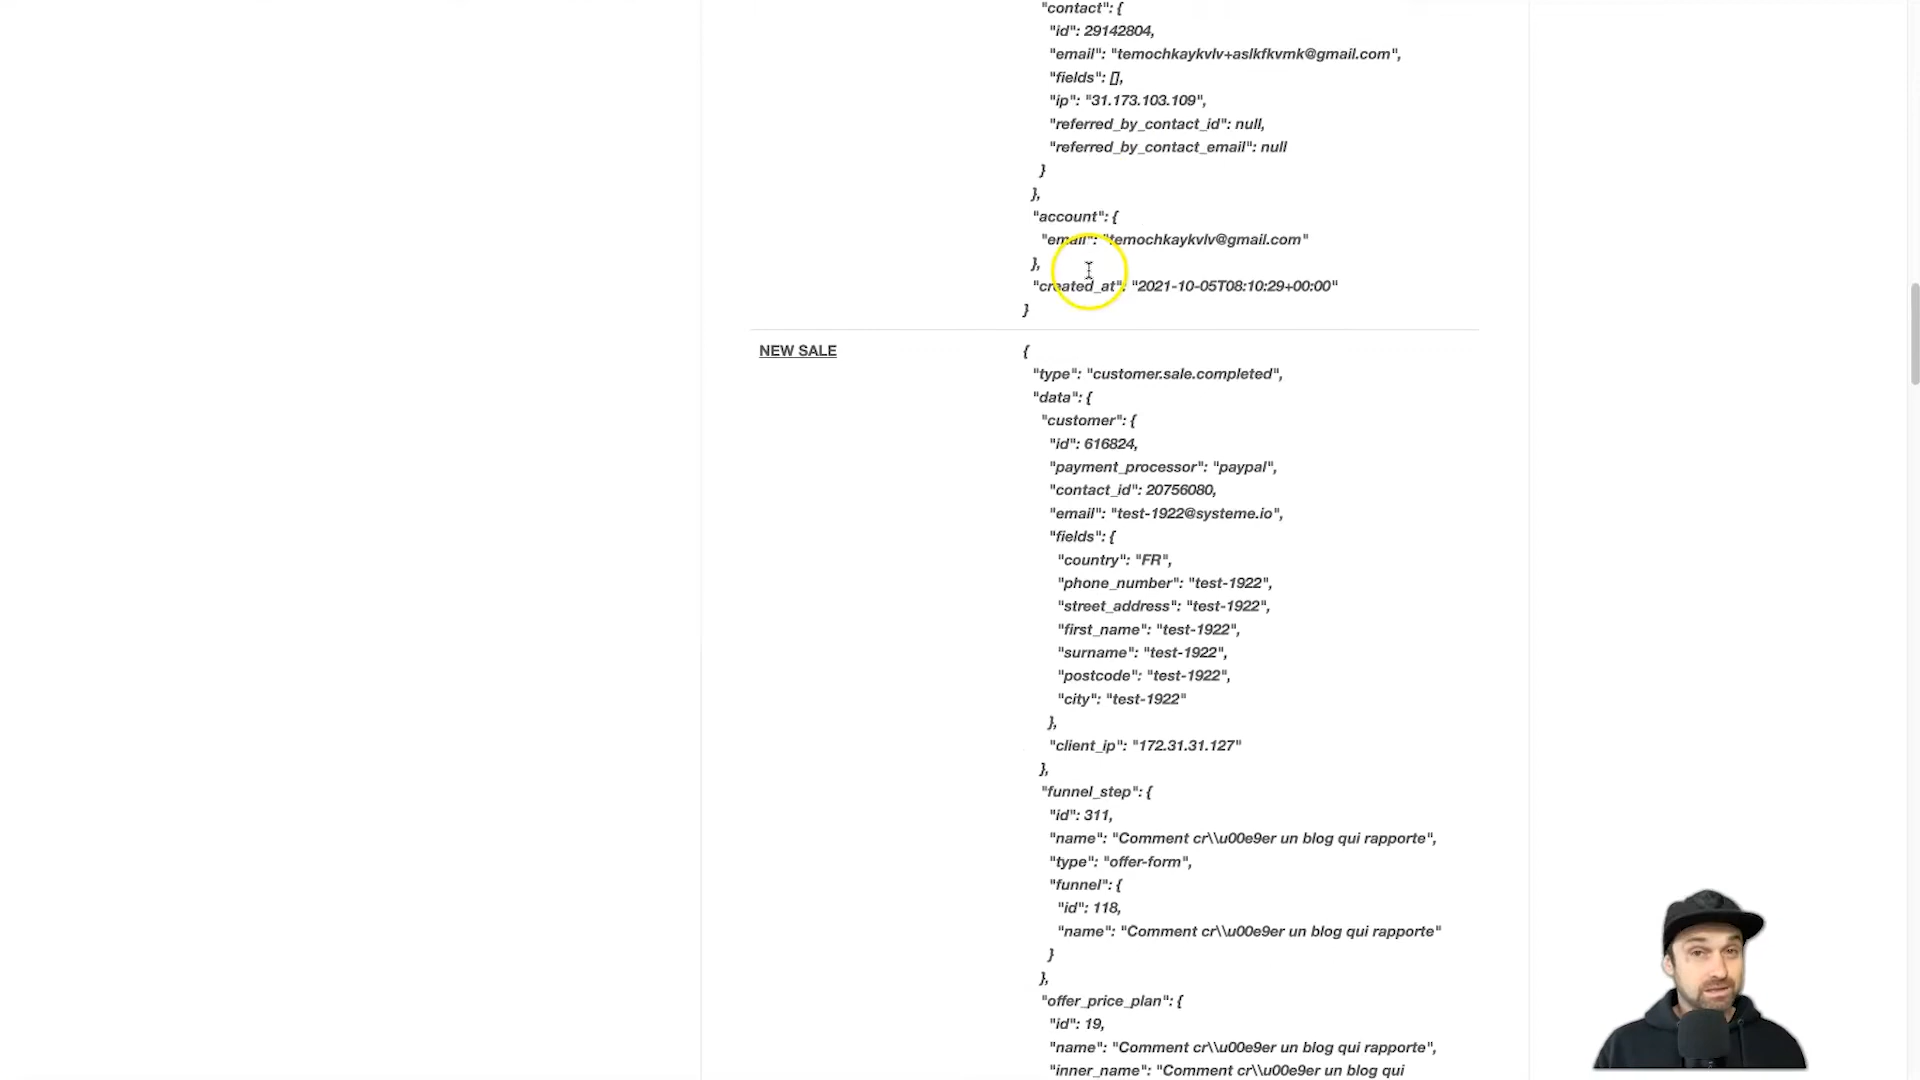 "contact": {
"id": 29142804,
"email": "temochkaykvlv+aslkfkvmk@gmail.com",
"fields": [],
"ip": "31.173.103.109",
"referred_by_contact_id": null,
"referred_by_contact_email": null
}
},
"account": {
"email": "temochkaykvlv@gmail.com"
},
"created_at": "2021-10-05T08:10:29+00:00"
}
NEW SALE
{
"type": "customer.sale.completed",
"data": {
"customer": {
"id": 616824,
"payment_processor": "paypal",
"contact_id": 20756080,
"email": "test-1922@systeme.io",
"fields": {
"country": "FR",
"phone_number": "test-1922",
"street_address": "test-1922",
"first_name": "test-1922",
"surname": "test-1922",
"postcode": "test-1922",
"city": "test-1922"
},
"client_ip": "172.31.31.127"
},
"funnel_step": {
"id": 311,
"name": "Comment cr\\u00e9er un blog qui rapporte",
"type": "offer-form",
"funnel": {
"id": 118,
"name": "Comment cr\\u00e9er un blog qui rapporte"
}
},
"offer_price_plan": {
"id": 19,
"name": "Comment cr\\u00e9er un blog qui rapporte",
"inner_name": "Comment cr\\u00e9er un blog qui